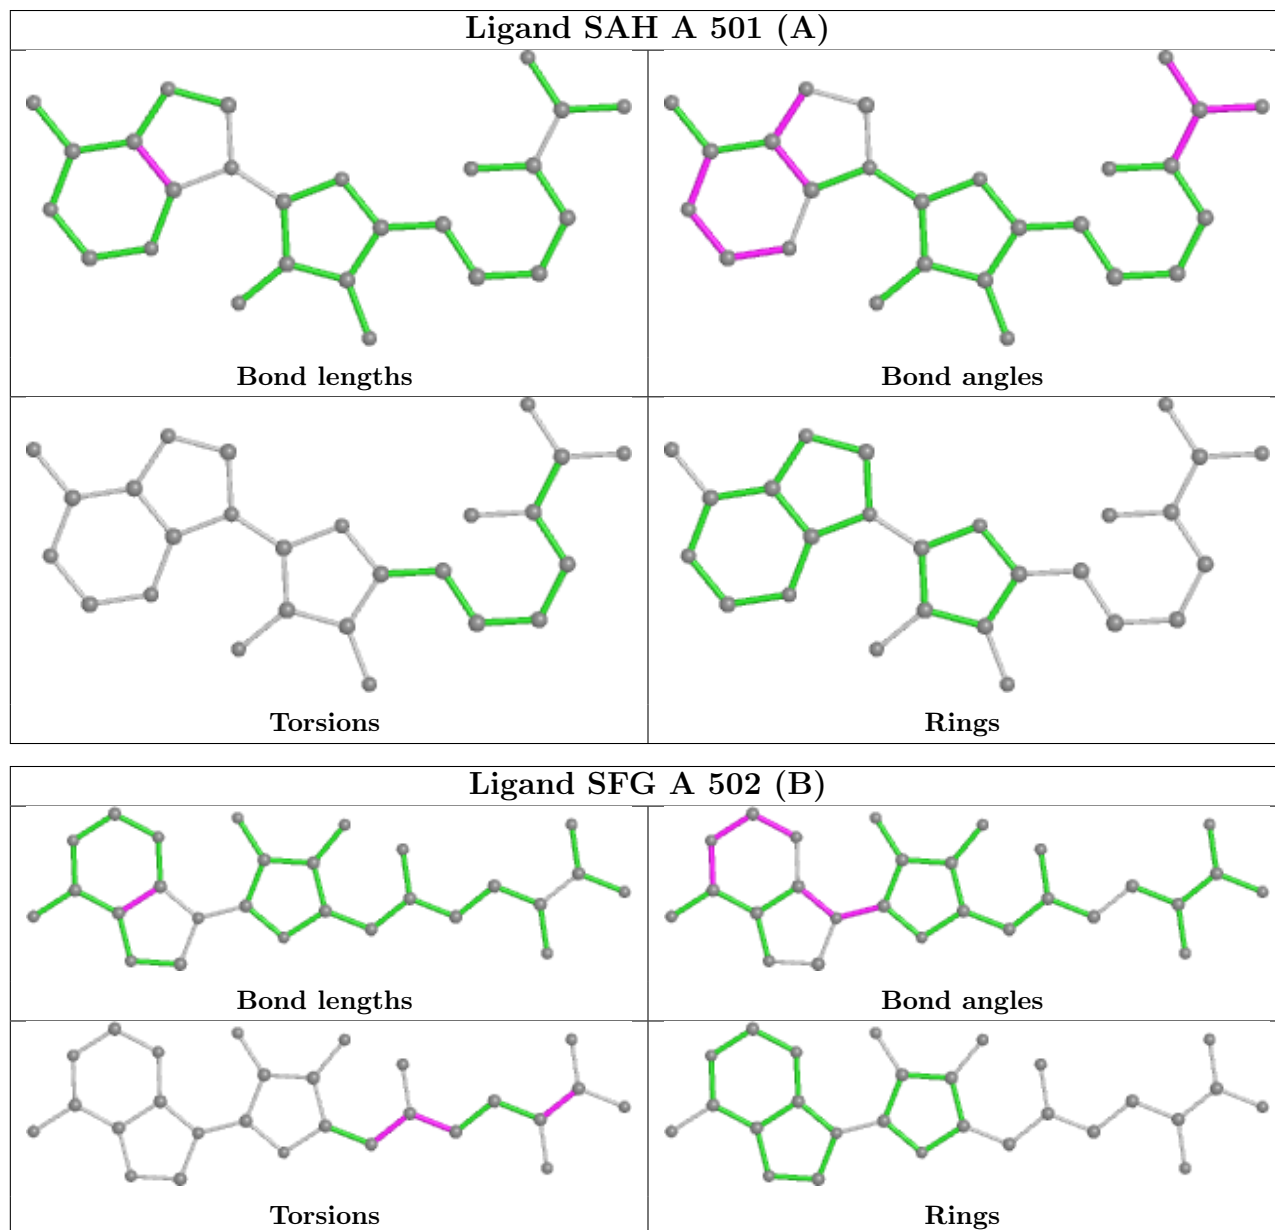 Ligand SAH A 501 (A)
Bond lengths
Bond angles
Torsions
Rings
Ligand SFG A 502 (B)
Bond lengths
Bond angles
Torsions
Rings